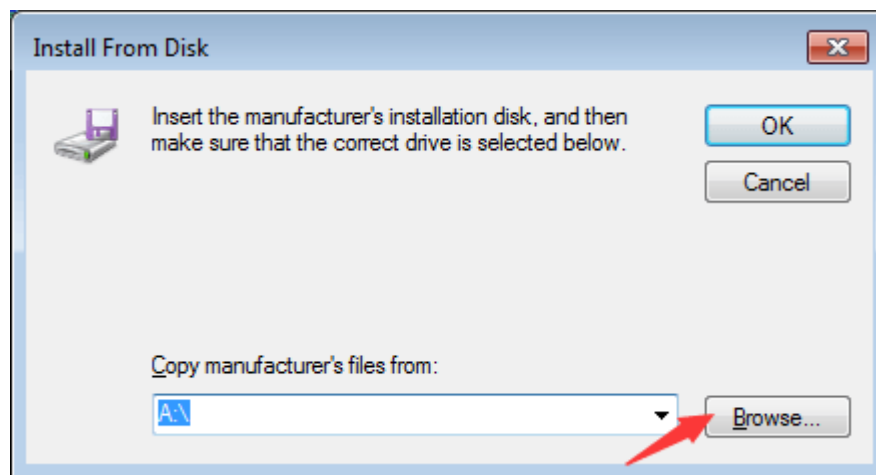 Install From Disk
Insert the manufacturer's installation disk, and then
make sure that the correct drive is selected below.
OK
Cancel
Copy manufacturer's files from:
A:\
Browse...